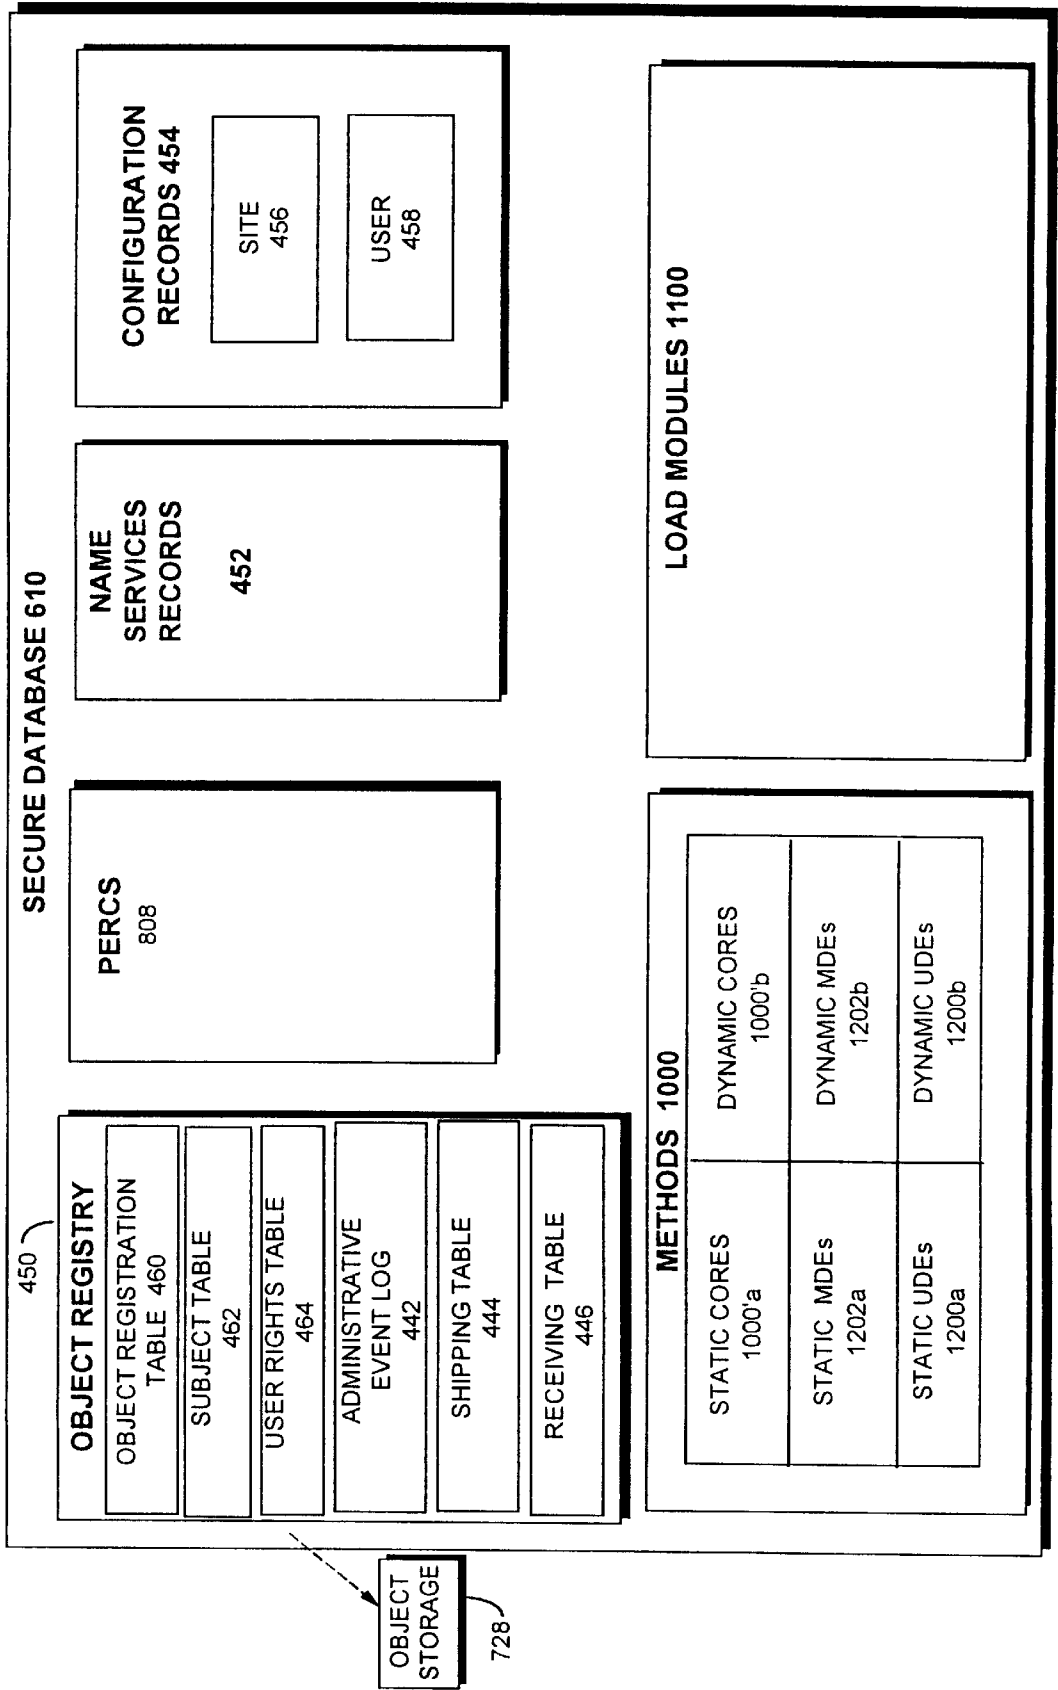 SECURE DATABASE 610
450
OBJECT REGISTRY
OBJECT REGISTRATION
TABLE 460
SUBJECT TABLE
462
USER RIGHTS TABLE
464
ADMINISTRATIVE
EVENT LOG
442
SHIPPING TABLE
444
RECEIVING TABLE
446
OBJECT
STORAGE
728
PERCS
808
NAME
SERVICES
RECORDS
452
CONFIGURATION
RECORDS 454
SITE
456
USER
458
METHODS 1000
STATIC CORES
1000'a
DYNAMIC CORES
1000'b
STATIC MDEs
1202a
DYNAMIC MDEs
1202b
STATIC UDEs
1200a
DYNAMIC UDEs
1200b
LOAD MODULES 1100